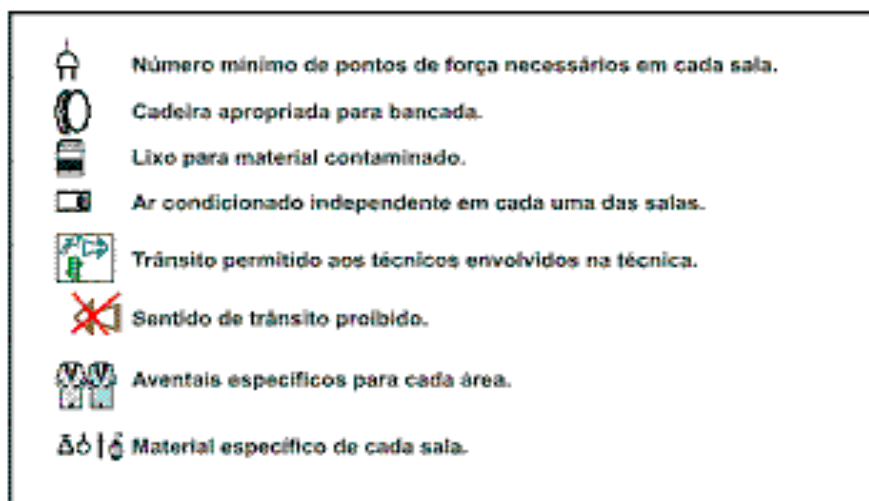 Número mínimo de pontos de força necessários em cada sala.
Cadeira apropriada para bancada.
Lixo para material contaminado.
Ar condicionado independente em cada uma das salas.
Trânsito permitido aos técnicos envolvidos na técnica.
Sentido de trânsito proibido.
Aventais específicos para cada área.
Material específico de cada sala.